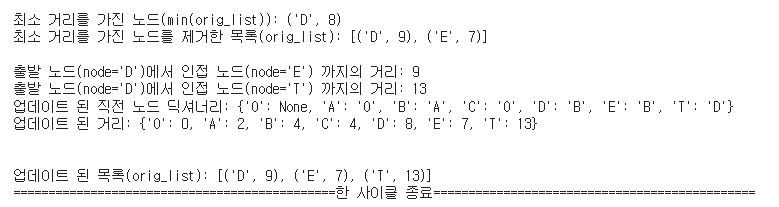 최소 거리를 가진 노드(min(orig_list)): ('D', 8)
최소 거리를 가진 노드를 제거한 목록(orig_list): [('D', 9), ('E', 7)]
출발 노드(node='D')에서 인접 노드(node='E') 까지의 거리: 9
출발 노드(node='D')에서 인접 노드(node='T') 까지의 거리: 13
업데이트 된 직전 노드 딕셔너리: {'O': None, 'A': 'O', 'B': 'A', 'C': 'O', 'D': 'B', 'E': 'B', 'T': 'D'}
업데이트 된 거리: {'O': 0, 'A': 2, 'B': 4, 'C': 4, 'D': 8, 'E': 7, 'T': 13}
업데이트 된 목록(orig_list): [('D', 9), ('E', 7), ('T', 13)]
==============================================한 사이클 종료==============================================